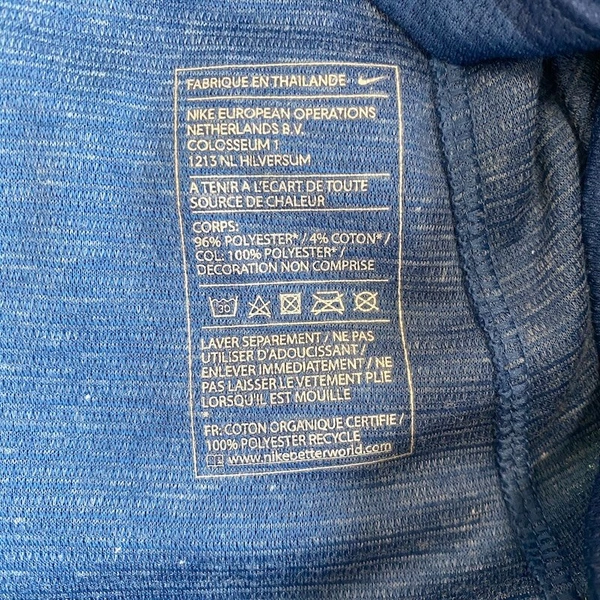 FABRIQUE EN THAILANDE
NIKE EUROPEAN OPERATIONS
NETHERLANDS B.V.
COLOSSEUM 1
1213 NL HILVERSUM
A TENIR A L'ECART DE TOUTE
SOURCE DE CHALEUR
CORPS:
96% POLYESTER* / 4% COTON* /
COL: 100% POLYESTER* /
DECORATION NON COMPRISE
30
LAVER SEPAREMENT / NE PAS
UTILISER D'ADOUCISSANT /
ENLEVER IMMEDIATEMENT / NE
PAS LAISSER LE VETEMENT PLIE
LORSQU'IL EST MOUILLE
FR: COTON ORGANIQUE CERTIFIE /
100% POLYESTER RECYCLE
www.nikebetterworld.com